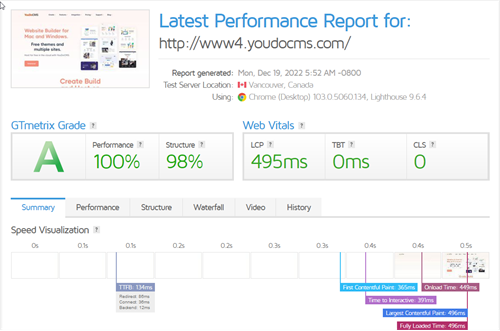 Latest Performance Report for:
http://www4.youdocms.com/
Website Builder for
Mac and Windows.
Free themes and
multiple sites.
Create Build
Report generated: Mon, Dec 19, 2022 5:52 AM -0800
Test Server Location: Vancouver, Canada
Using: Chrome (Desktop) 103.0.5060.134, Lighthouse 9.6.4
GTmetrix Grade ?
Web Vitals ?
A
Performance ?
100%
Structure ?
98%
LCP ?
495ms
TBT ?
0ms
CLS ?
0
Summary Performance Structure Waterfall Video History
Speed Visualization ?
0s 0.1s 0.1s 0.2s 0.2s 0.3s 0.3s 0.4s 0.4s 0.5s
TTFB: 134ms
Redirect: 85ms
Connect: 36ms
Backend: 12ms
First Contentful Paint: 365ms
Onload Time: 449ms
Time to Interactive: 391ms
Largest Contentful Paint: 496ms
Fully Loaded Time: 496ms